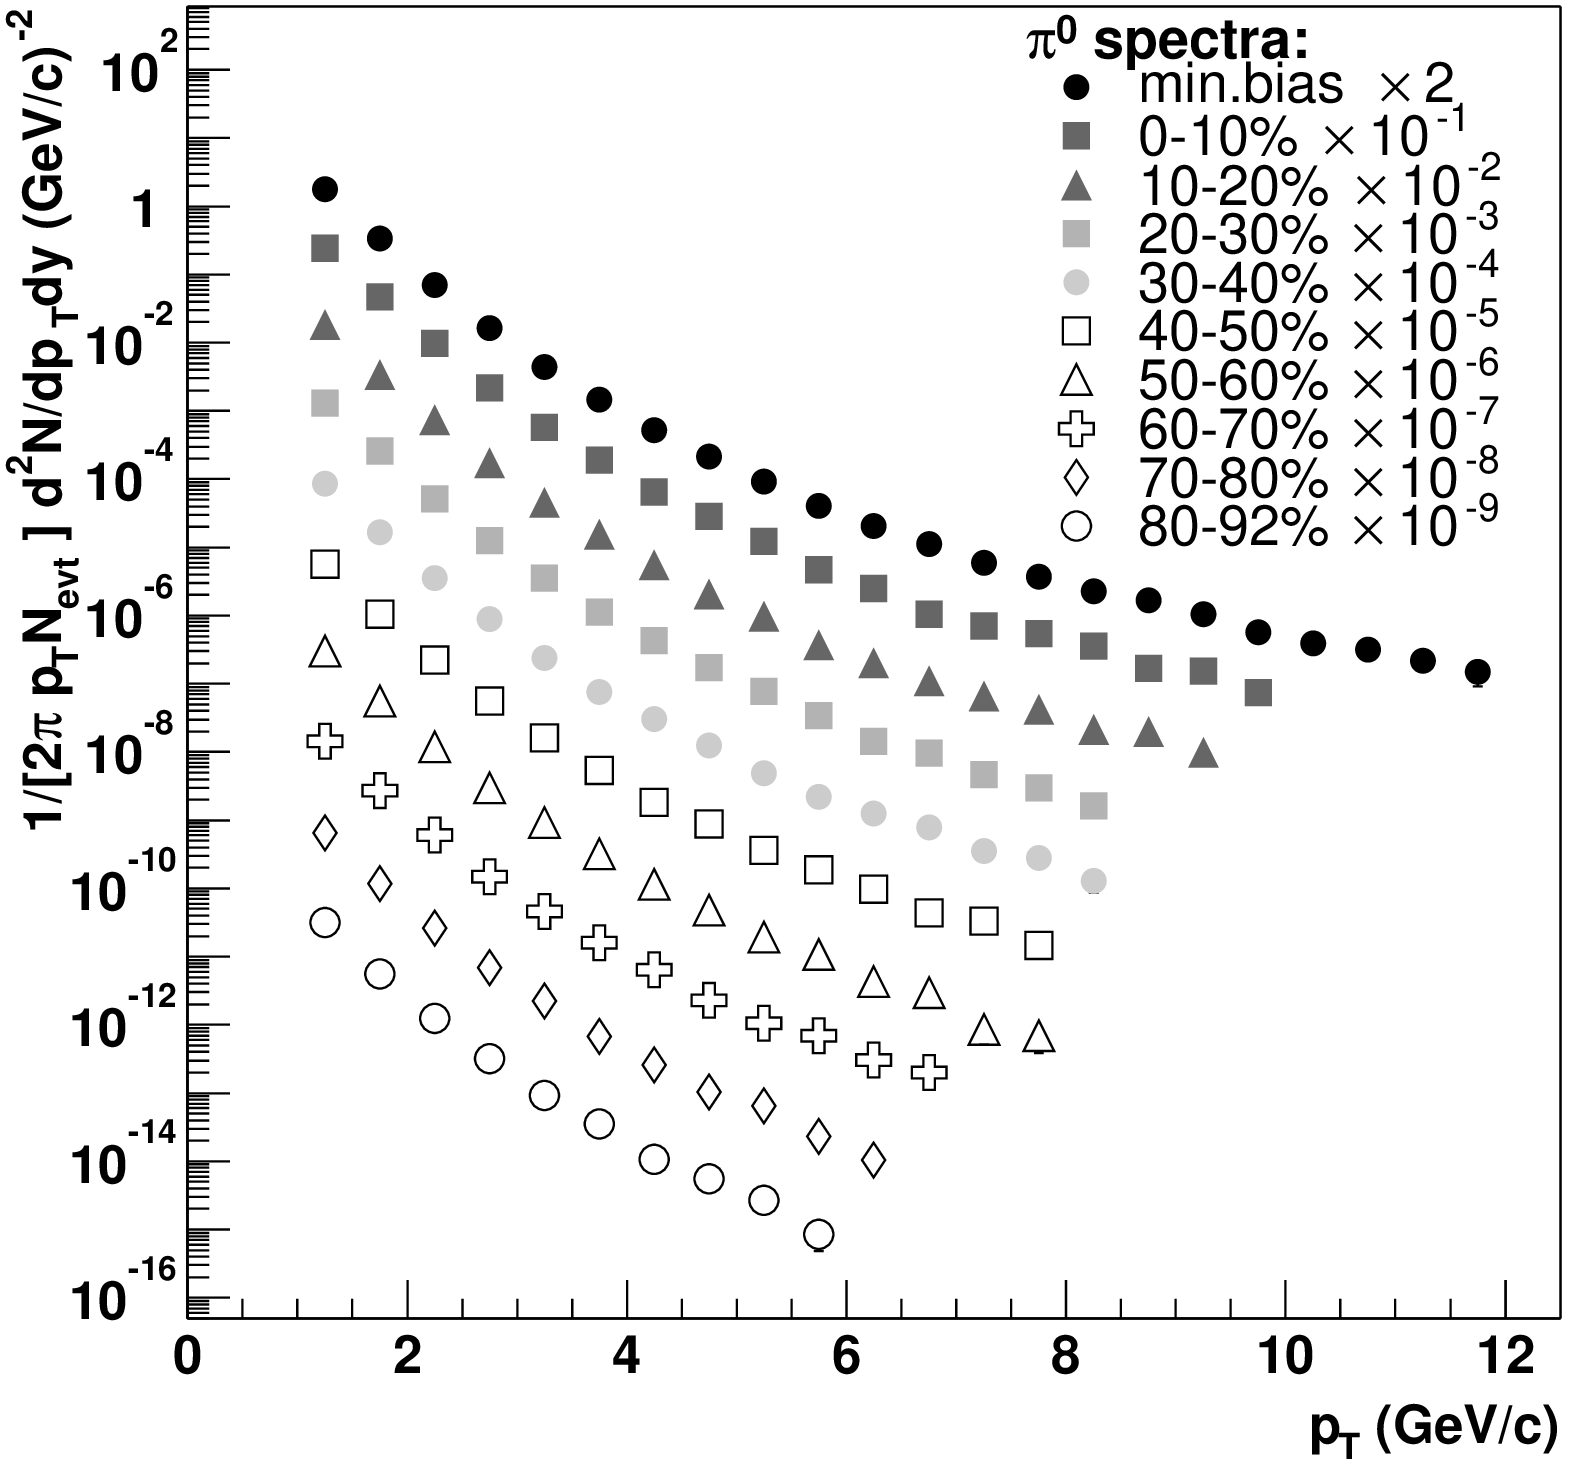 π⁰ spectra:
min.bias × 2
0-10% × 10⁻¹
10-20% × 10⁻²
20-30% × 10⁻³
30-40% × 10⁻⁴
40-50% × 10⁻⁵
50-60% × 10⁻⁶
60-70% × 10⁻⁷
70-80% × 10⁻⁸
80-92% × 10⁻⁹
1/[2π p_T N_evt ] d²N/dp_T dy (GeV/c)⁻²
10²
1
10⁻²
10⁻⁴
10⁻⁶
10⁻⁸
10⁻¹⁰
10⁻¹²
10⁻¹⁴
10⁻¹⁶
0 2 4 6 8 10 12
p_T (GeV/c)